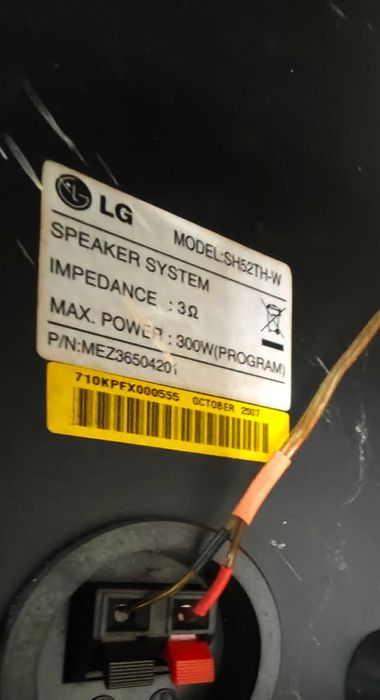 LG MODEL:SH52TH-W
SPEAKER SYSTEM
IMPEDANCE : 3Ω
MAX. POWER : 300W(PROGRAM)
P/N:MEZ36504201
710KPFX000555 OCTOBER 2007